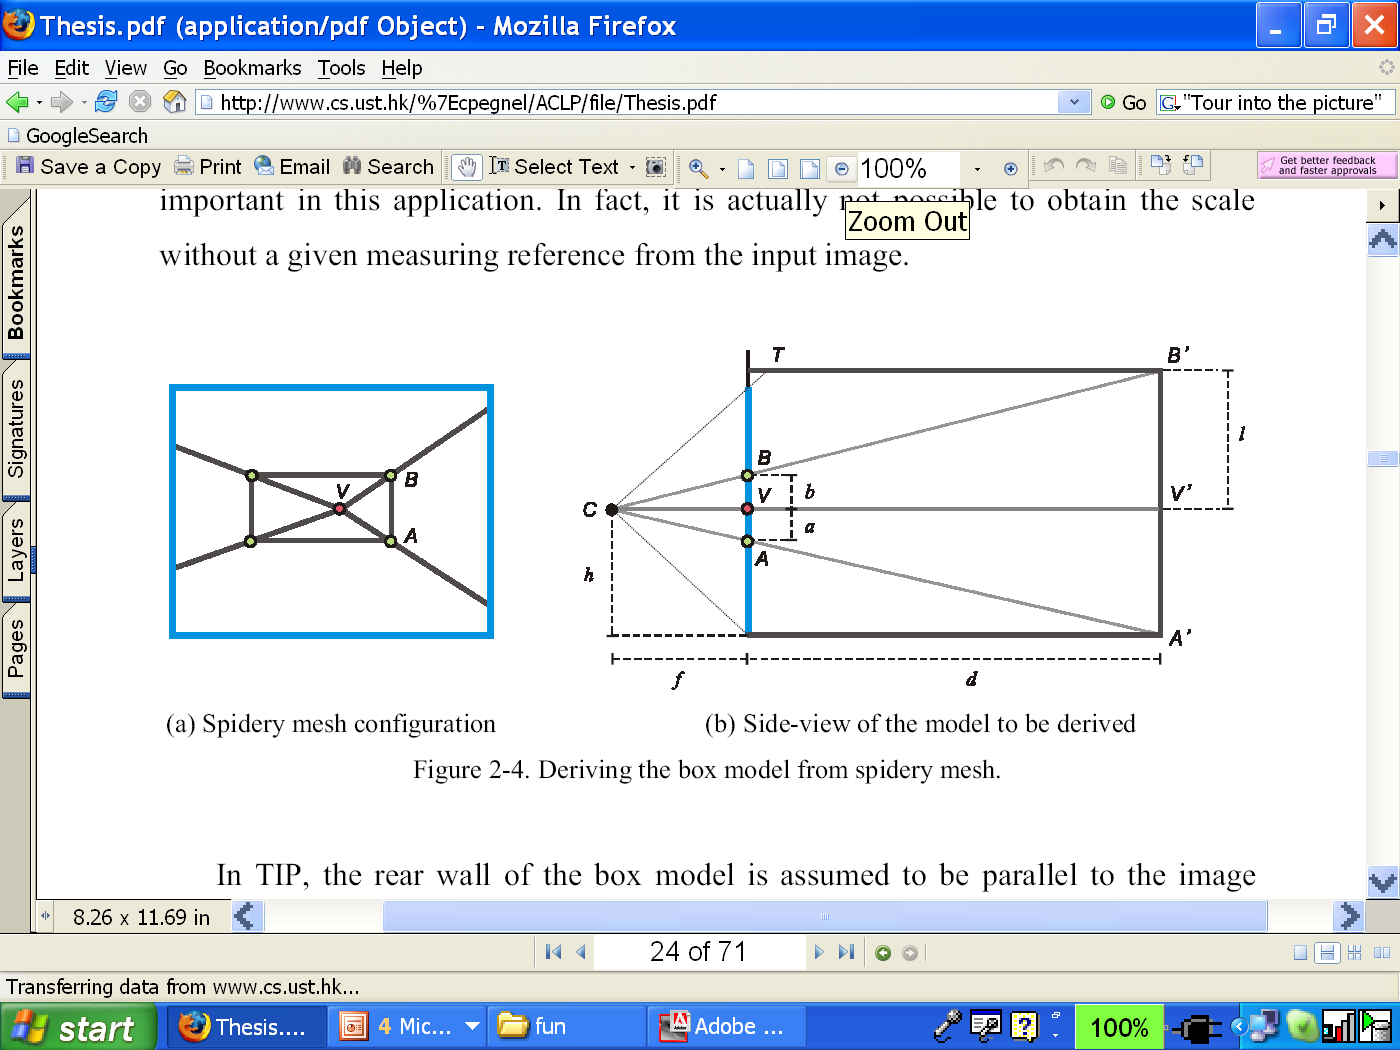 Thesis.pdf (application/pdf Object) - Mozilla Firefox
File Edit View Go Bookmarks Tools Help
http://www.cs.ust.hk/%7Ecpegnel/ACLP/file/Thesis.pdf Go G "Tour into the picture"
GoogleSearch
Save a Copy Print Email Search Select Text 100% Get better feedback and faster approvals
important in this application. In fact, it is actually not possible to obtain the scale
Zoom Out
without a given measuring reference from the input image.
Bookmarks
Signatures
Layers
Pages
V
B
A
T
B'
l
B
b
V
V'
C
a
A
h
A'
f
d
(a) Spidery mesh configuration
(b) Side-view of the model to be derived
Figure 2-4. Deriving the box model from spidery mesh.
In TIP, the rear wall of the box model is assumed to be parallel to the image
8.26 x 11.69 in
24 of 71
Transferring data from www.cs.ust.hk...
start Thesis.... 4 Mic... fun Adobe ... 100%